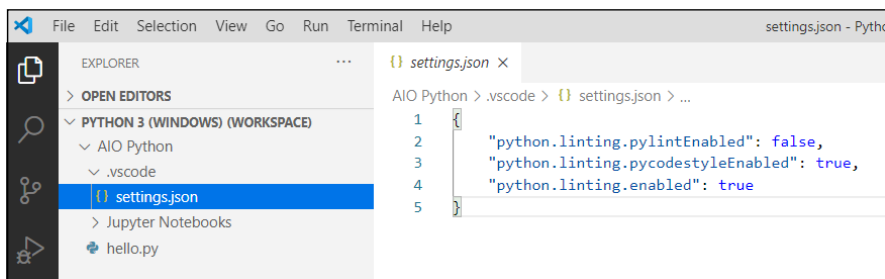 File Edit Selection View Go Run Terminal Help settings.json - Pytho
EXPLORER ...
OPEN EDITORS
PYTHON 3 (WINDOWS) (WORKSPACE)
AIO Python
.vscode
{} settings.json
Jupyter Notebooks
hello.py
{} settings.json ×
AIO Python > .vscode > {} settings.json > ...
1 {
2 "python.linting.pylintEnabled": false,
3 "python.linting.pycodestyleEnabled": true,
4 "python.linting.enabled": true
5 }